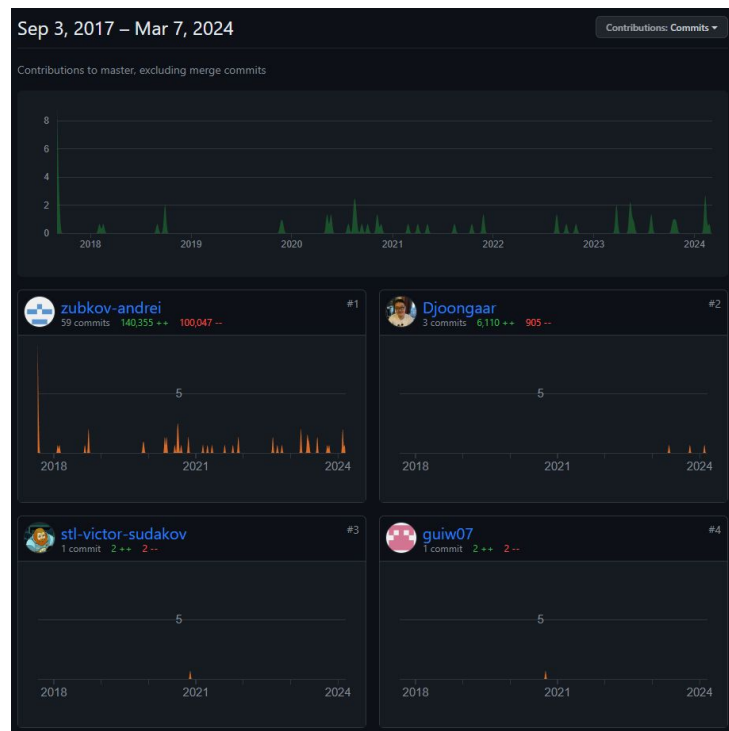 Sep 3, 2017 – Mar 7, 2024
Contributions: Commits
Contributions to master, excluding merge commits
8
6
4
2
0
2018 2019 2020 2021 2022 2023 2024
zubkov-andrei #1
59 commits 140,355 ++ 100,047 --
5
2018 2021 2024
Djoongaar #2
3 commits 6,110 ++ 905 --
5
2018 2021 2024
stl-victor-sudakov #3
1 commit 2 ++ 2 --
5
2018 2021 2024
guiw07 #4
1 commit 2 ++ 2 --
5
2018 2021 2024